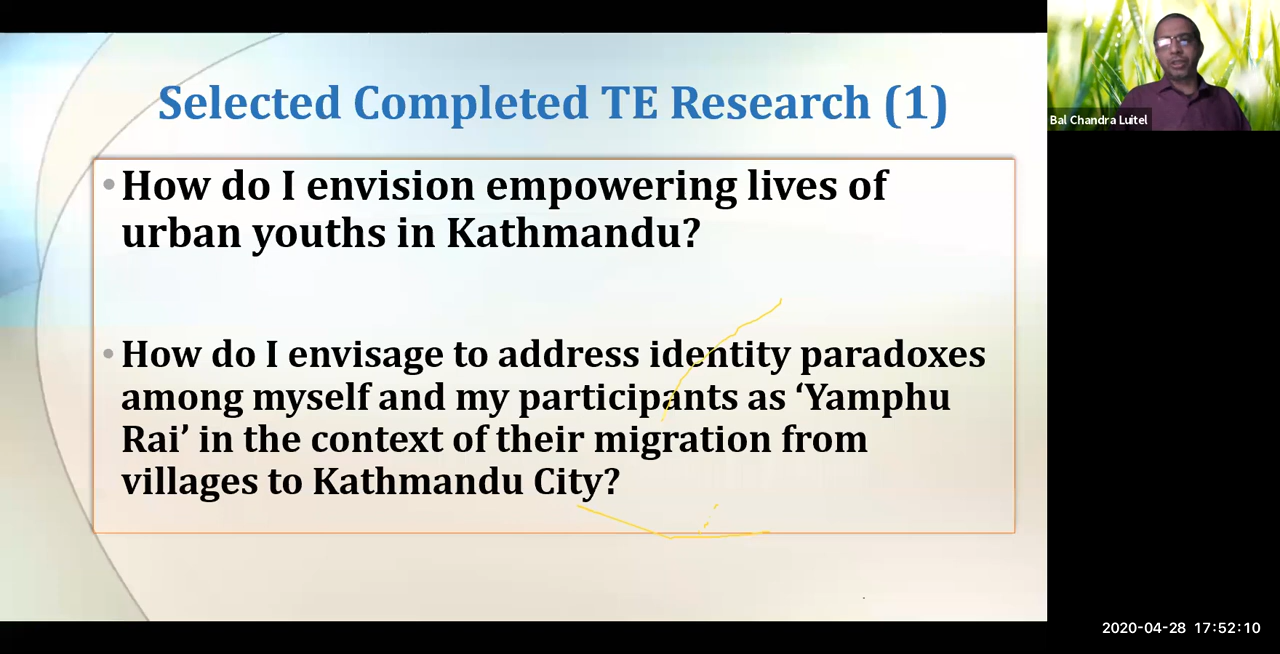 Selected Completed TE Research (1)
•How do I envision empowering lives of
urban youths in Kathmandu?
•How do I envisage to address identity paradoxes
among myself and my participants as ‘Yamphu
Rai’ in the context of their migration from
villages to Kathmandu City?
Bal Chandra Luitel
2020-04-28 17:52:10